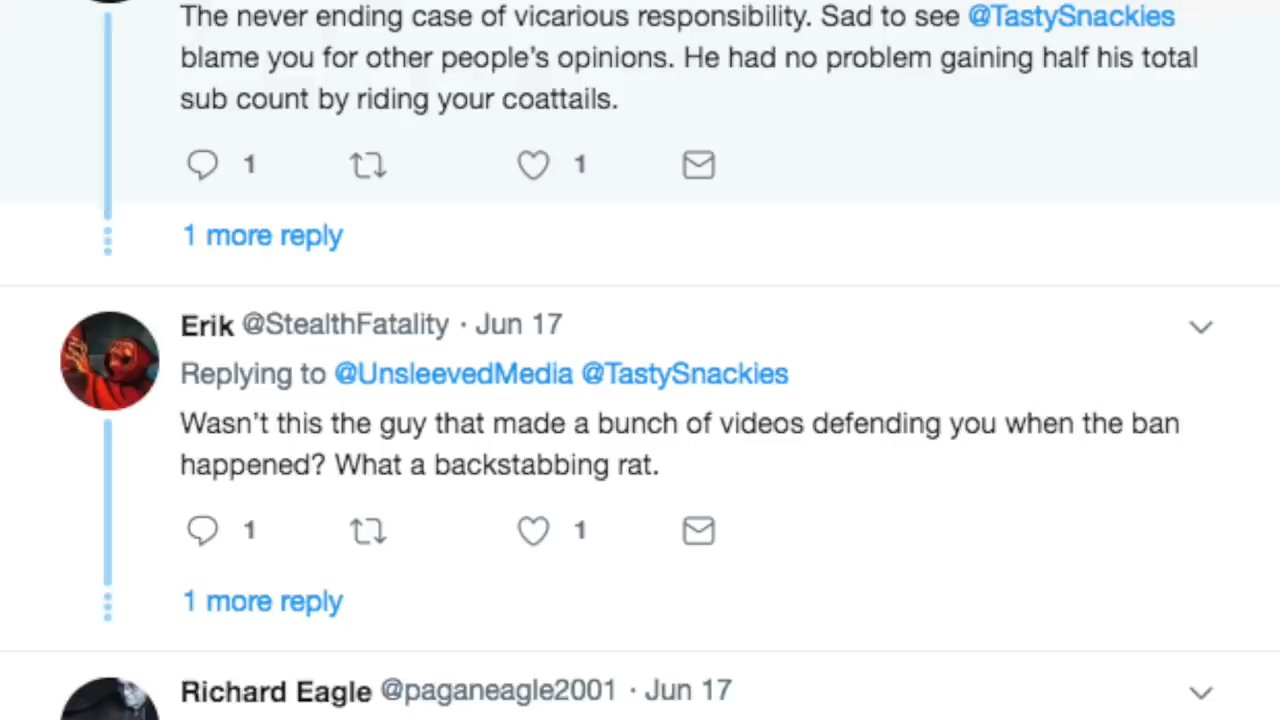 The never ending case of vicarious responsibility. Sad to see @TastySnackies
blame you for other people's opinions. He had no problem gaining half his total
sub count by riding your coattails.
1 1
1 more reply
Erik @StealthFatality · Jun 17
Replying to @UnsleevedMedia @TastySnackies
Wasn't this the guy that made a bunch of videos defending you when the ban
happened? What a backstabbing rat.
1 1
1 more reply
Richard Eagle @paganeagle2001 · Jun 17